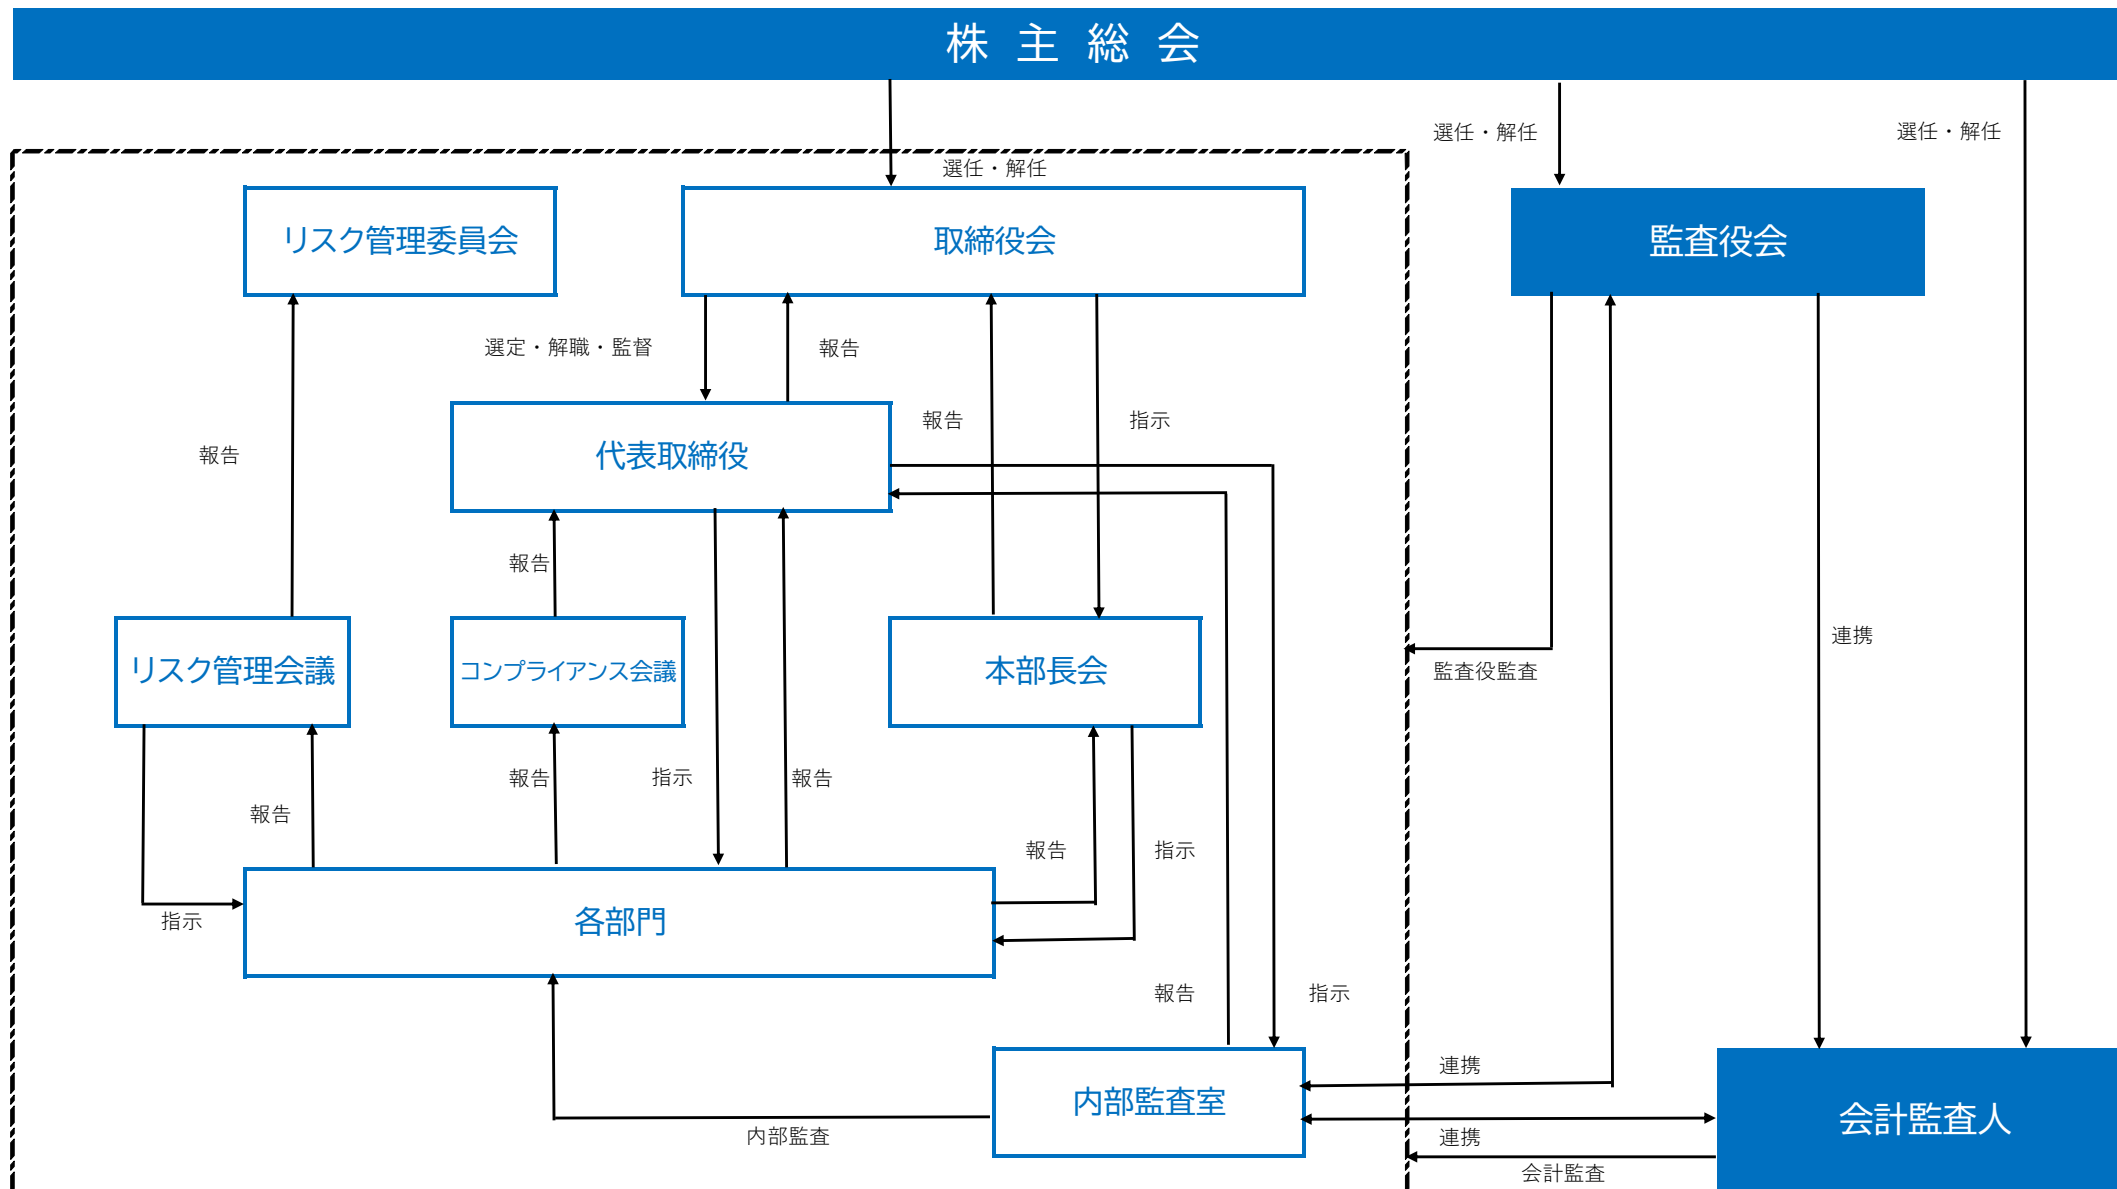 株主総会
選任・解任
選任・解任
選任・解任
リスク管理委員会
取締役会
監査役会
選定・解職・監督
報告
報告
指示
報告
代表取締役
報告
連携
リスク管理会議
コンプライアンス会議
本部長会
監査役監査
報告
指示
報告
報告
報告
指示
指示
各部門
報告
指示
連携
内部監査室
会計監査人
内部監査
連携
会計監査